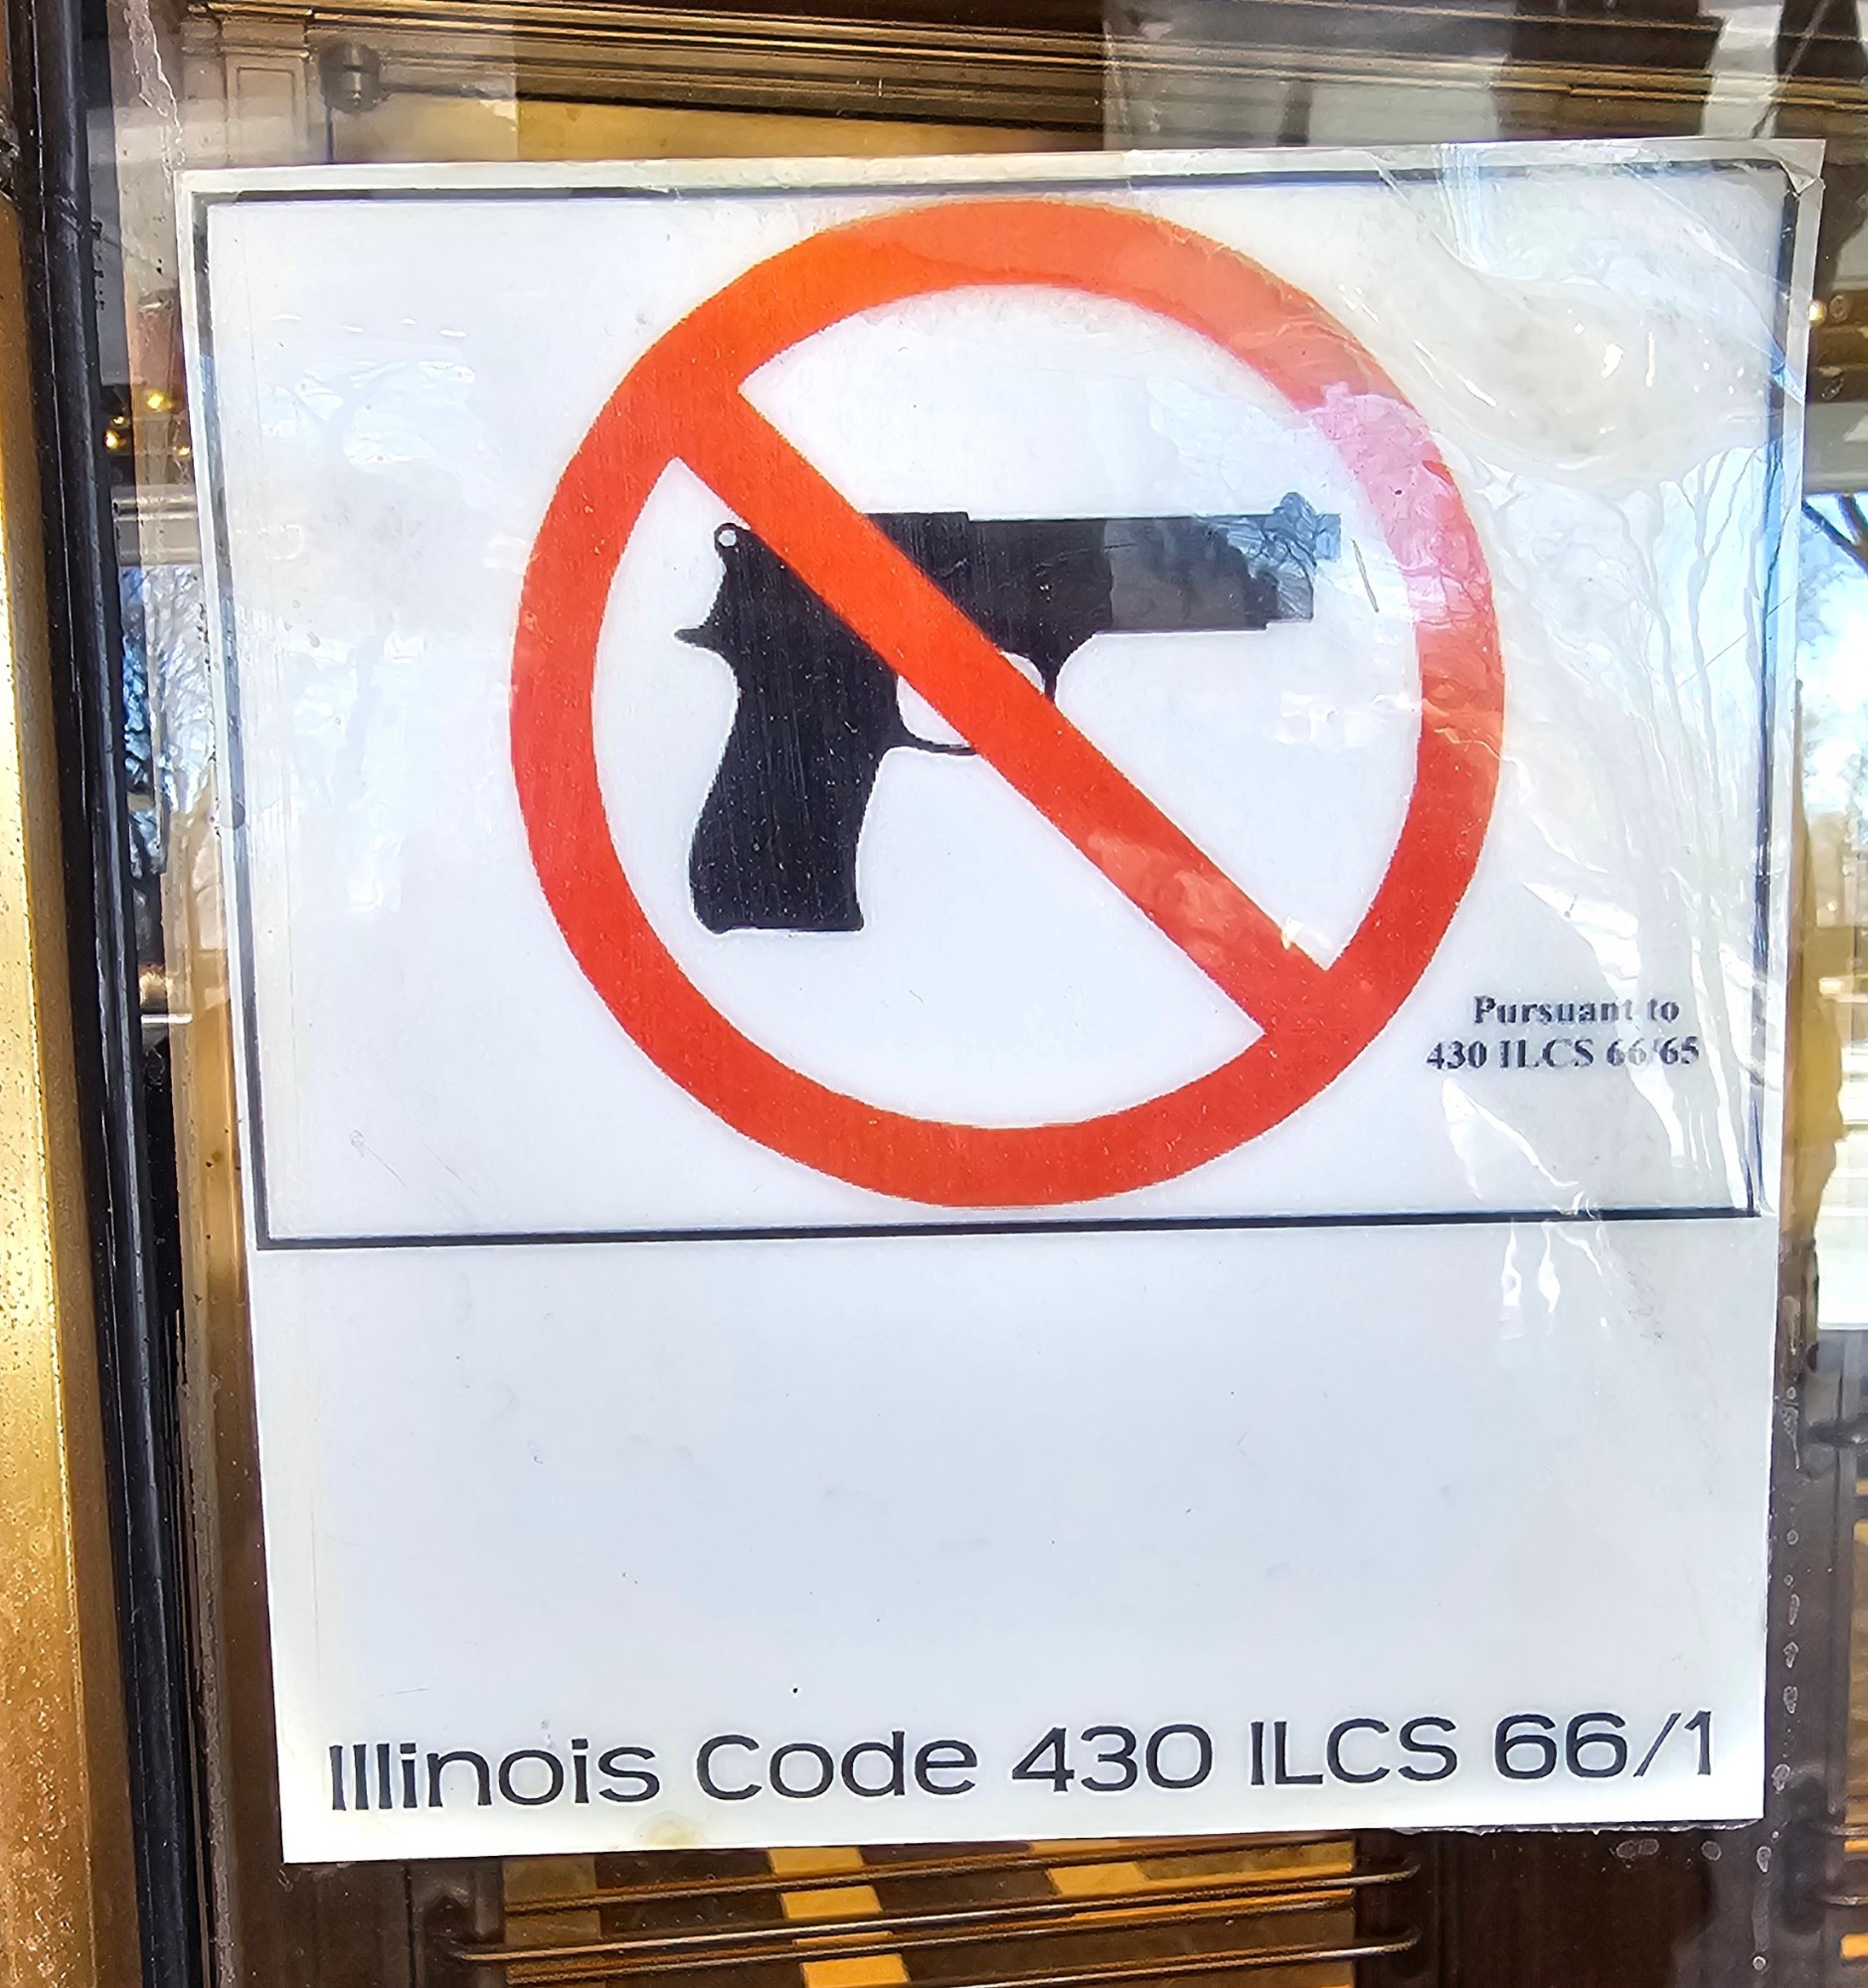 Pursuant to
430 ILCS 66/65
Illinois Code 430 ILCS 66/1